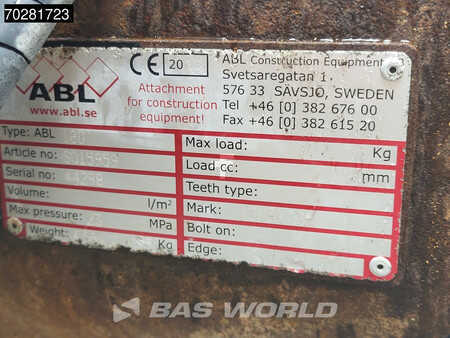 70281723
ABL
www.abl.se
CE 20
Attachment
for construction
equipment!
ABL Construction Equipment
Svetsaregatan 1
576 33 SÄVSJÖ, SWEDEN
Tel +46 [0] 382 676 00
Fax +46 [0] 382 615 20
Type: ABL
Article no:
Serial no:
Volume: l/m²
Max pressure: MPa
Weight: Kg
Max load: Kg
Load cc: mm
Teeth type:
Mark:
Bolt on:
Edge:
BAS WORLD